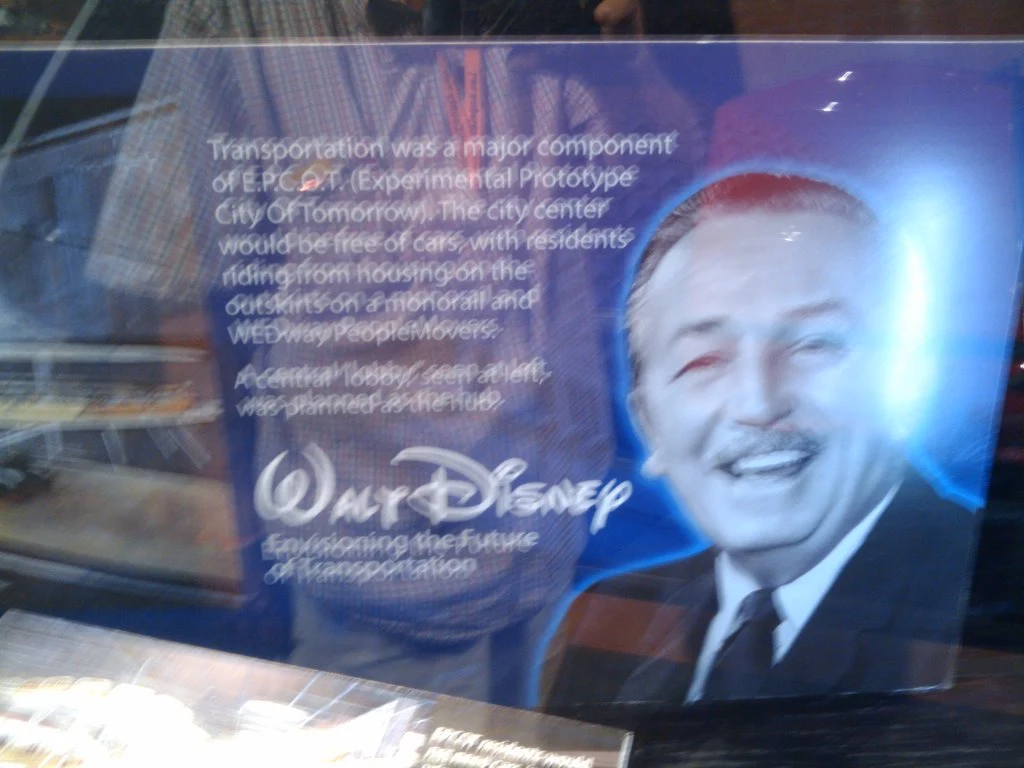 Transportation was a major component
of E.P.C.O.T. (Experimental Prototype
City Of Tomorrow). The city center
would be free of cars, with residents
riding from housing on the
outskirts on a monorail and
WEDway PeopleMovers.
A central 'lobby,' seen at left,
was planned as the hub.
WALT DISNEY
Envisioning the Future
of Transportation
residents would